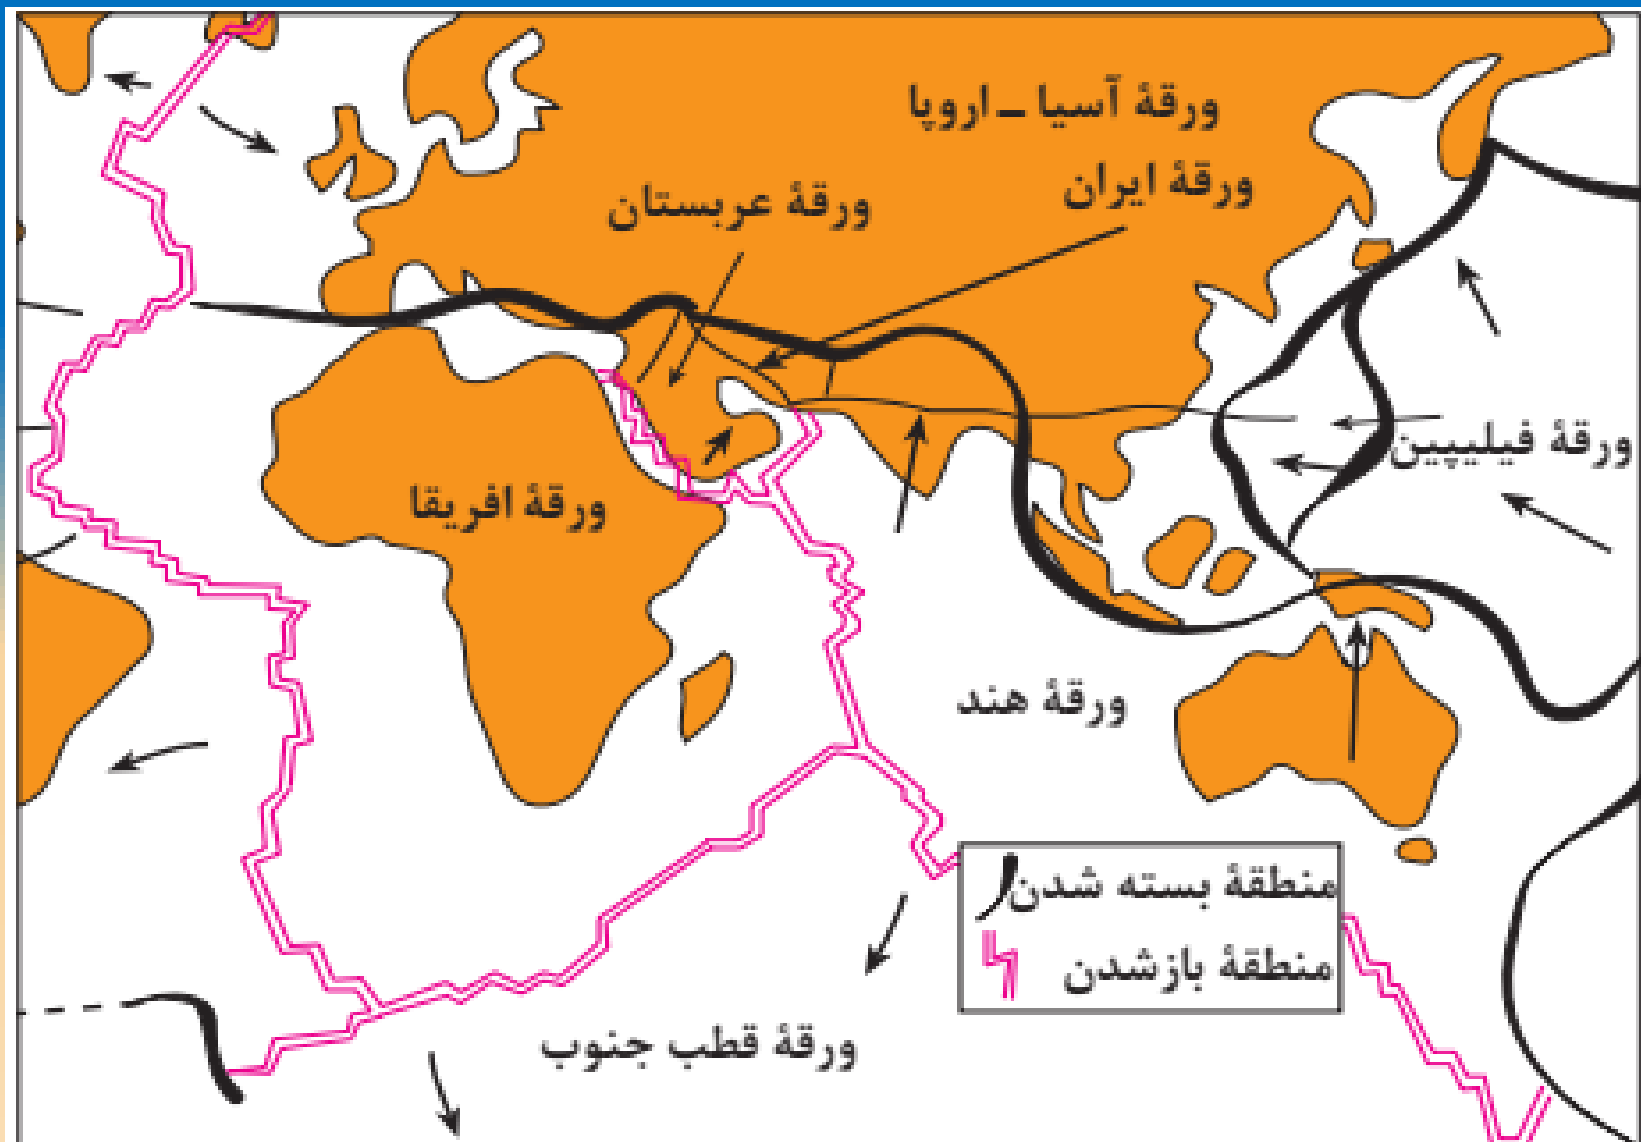 ورقهٔ آسیا ـ اروپا
ورقهٔ ایران
ورقهٔ عربستان
ورقهٔ فیلیپین
ورقهٔ افریقا
ورقهٔ هند
منطقهٔ بسته شدن
منطقهٔ بازشدن
ورقهٔ قطب جنوب